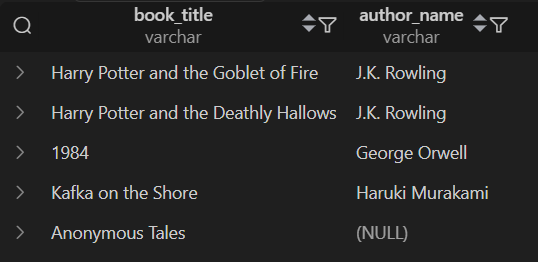 book_title author_name
varchar varchar
Harry Potter and the Goblet of Fire J.K. Rowling
Harry Potter and the Deathly Hallows J.K. Rowling
1984 George Orwell
Kafka on the Shore Haruki Murakami
Anonymous Tales (NULL)